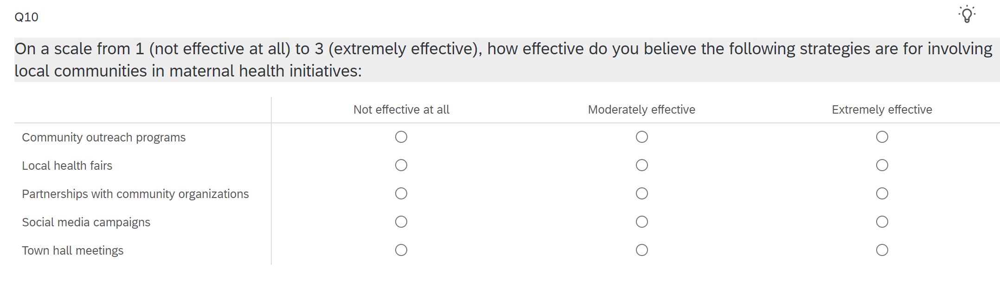 Q10
On a scale from 1 (not effective at all) to 3 (extremely effective), how effective do you believe the following strategies are for involving
local communities in maternal health initiatives:
Not effective at all Moderately effective Extremely effective
Community outreach programs
Local health fairs
Partnerships with community organizations
Social media campaigns
Town hall meetings